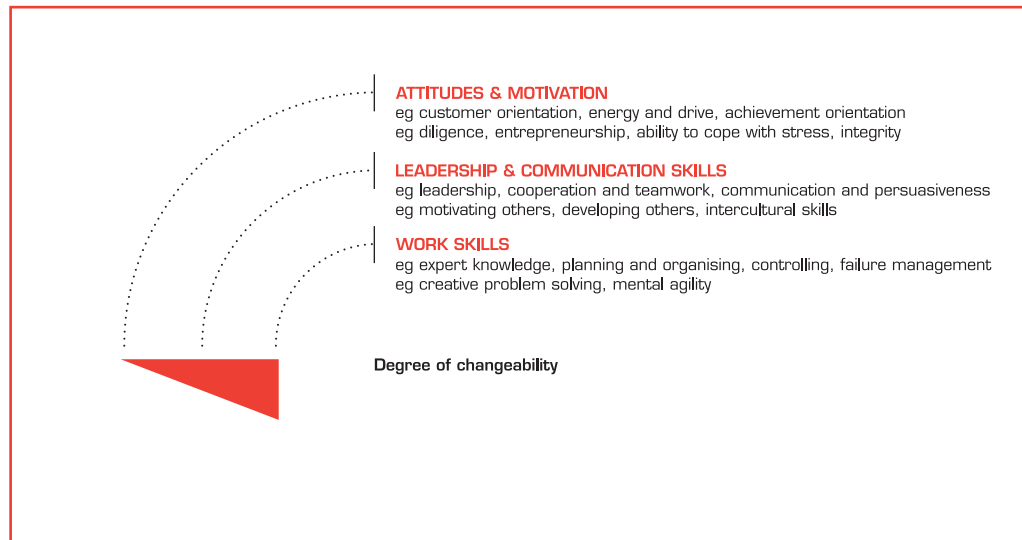 ATTITUDES & MOTIVATION
eg customer orientation, energy and drive, achievement orientation
eg diligence, entrepreneurship, ability to cope with stress, integrity
LEADERSHIP & COMMUNICATION SKILLS
eg leadership, cooperation and teamwork, communication and persuasiveness
eg motivating others, developing others, intercultural skills
WORK SKILLS
eg expert knowledge, planning and organising, controlling, failure management
eg creative problem solving, mental agility
Degree of changeability